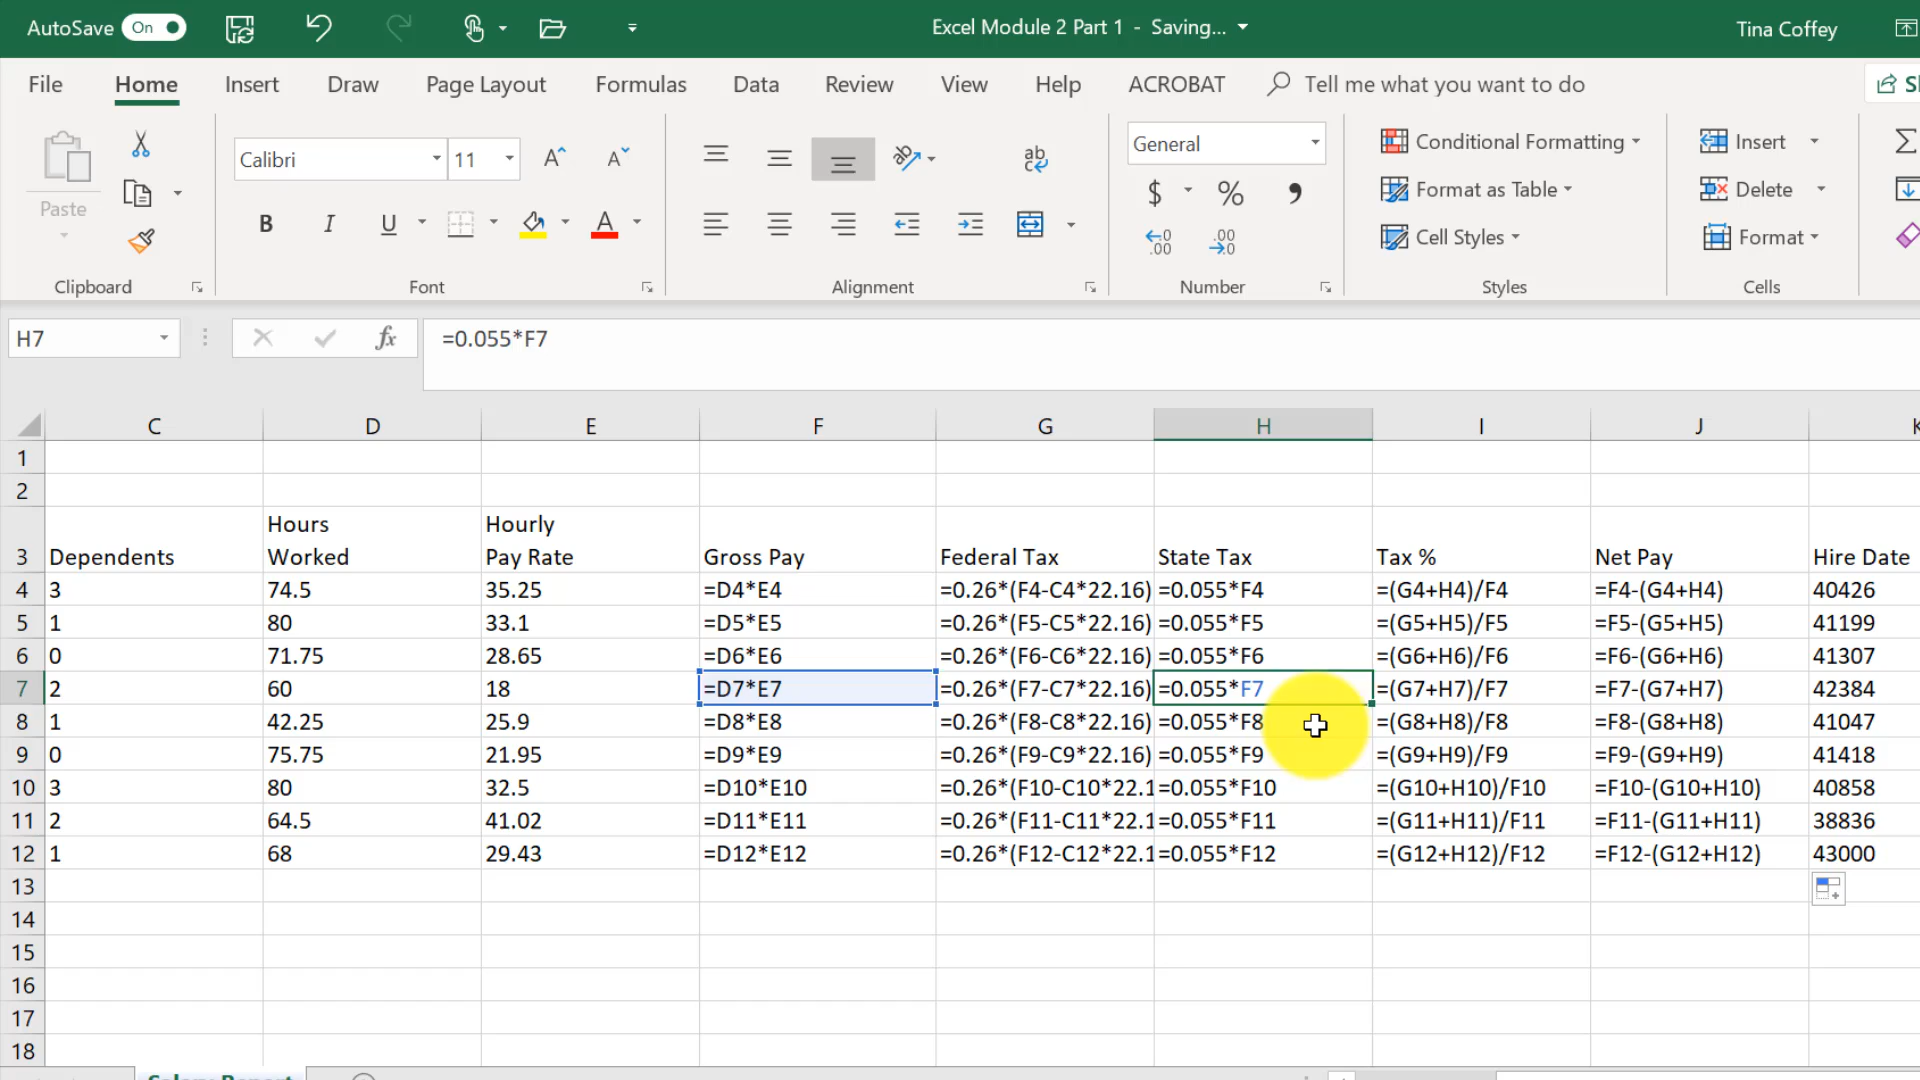 AutoSave On Excel Module 2 Part 1 - Saving... Tina Coffey
File Home Insert Draw Page Layout Formulas Data Review View Help ACROBAT Tell me what you want to do
Paste
Calibri 11
General
Conditional Formatting
Format as Table
Cell Styles
Insert
Delete
Format
Clipboard Font Alignment Number Styles Cells
H7 fx =0.055*F7
C D E F G H I J K
1
2
3 Dependents Hours Worked Hourly Pay Rate Gross Pay Federal Tax State Tax Tax % Net Pay Hire Date
4 3 74.5 35.25 =D4*E4 =0.26*(F4-C4*22.16) =0.055*F4 =(G4+H4)/F4 =F4-(G4+H4) 40426
5 1 80 33.1 =D5*E5 =0.26*(F5-C5*22.16) =0.055*F5 =(G5+H5)/F5 =F5-(G5+H5) 41199
6 0 71.75 28.65 =D6*E6 =0.26*(F6-C6*22.16) =0.055*F6 =(G6+H6)/F6 =F6-(G6+H6) 41307
7 2 60 18 =D7*E7 =0.26*(F7-C7*22.16) =0.055*F7 =(G7+H7)/F7 =F7-(G7+H7) 42384
8 1 42.25 25.9 =D8*E8 =0.26*(F8-C8*22.16) =0.055*F8 =(G8+H8)/F8 =F8-(G8+H8) 41047
9 0 75.75 21.95 =D9*E9 =0.26*(F9-C9*22.16) =0.055*F9 =(G9+H9)/F9 =F9-(G9+H9) 41418
10 3 80 32.5 =D10*E10 =0.26*(F10-C10*22.1 =0.055*F10 =(G10+H10)/F10 =F10-(G10+H10) 40858
11 2 64.5 41.02 =D11*E11 =0.26*(F11-C11*22.1 =0.055*F11 =(G11+H11)/F11 =F11-(G11+H11) 38836
12 1 68 29.43 =D12*E12 =0.26*(F12-C12*22.1 =0.055*F12 =(G12+H12)/F12 =F12-(G12+H12) 43000
13
14
15
16
17
18
Salary Report